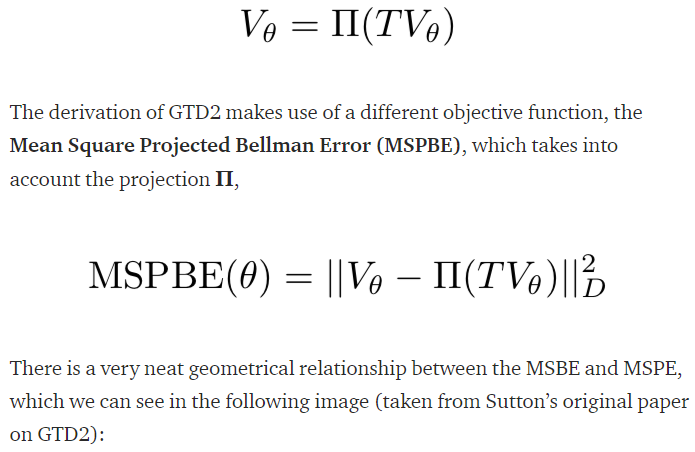 V_θ = Π(TV_θ)
The derivation of GTD2 makes use of a different objective function, the
Mean Square Projected Bellman Error (MSPBE), which takes into
account the projection Π,
MSPBE(θ) = ||V_θ − Π(TV_θ)||²_D
There is a very neat geometrical relationship between the MSBE and MSPE,
which we can see in the following image (taken from Sutton’s original paper
on GTD2):